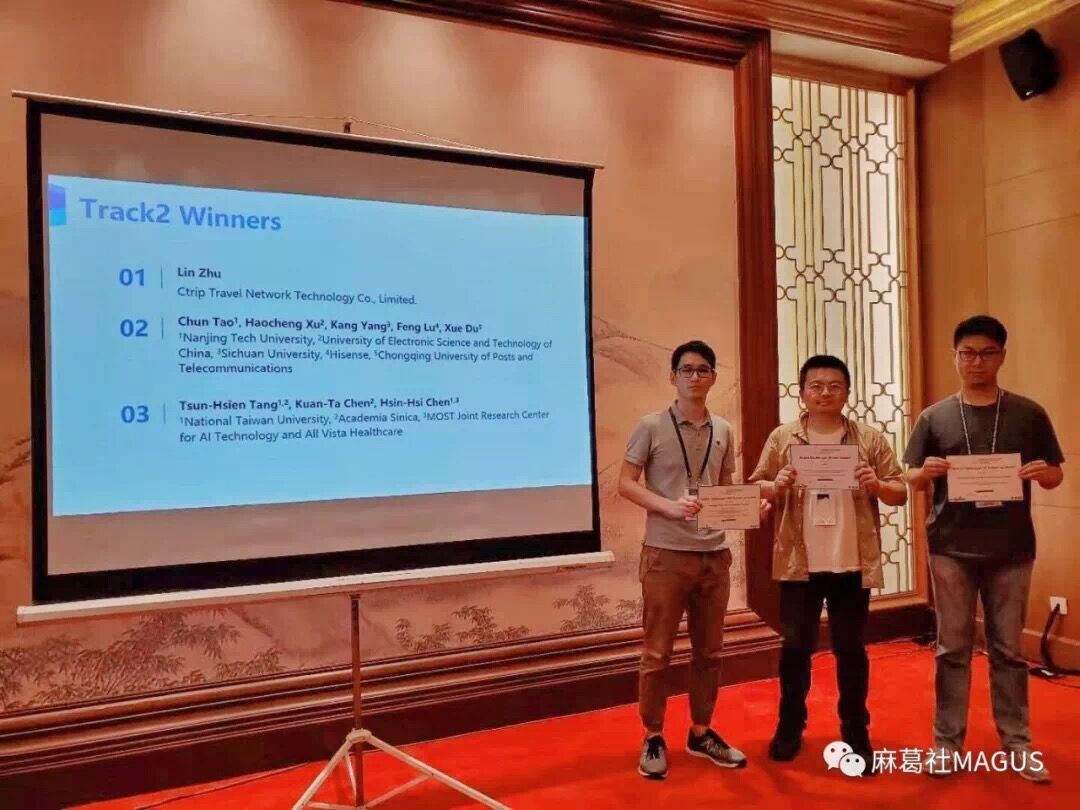 Track2 Winners
01
Lin Zhu
Ctrip Travel Network Technology Co., Limited.
02
Chun Tao¹, Haocheng Xu², Kang Yang³, Feng Lu⁴, Xue Du⁵
¹Nanjing Tech University, ²University of Electronic Science and Technology of
China, ³Sichuan University, ⁴Hisense, ⁵Chongqing University of Posts and
Telecommunications
03
Tsun-Hsien Tang¹˒², Kuan-Ta Chen², Hsin-Hsi Chen¹˒³
¹National Taiwan University, ²Academia Sinica, ³MOST Joint Research Center
for AI Technology and All Vista Healthcare
麻葛社MAGUS